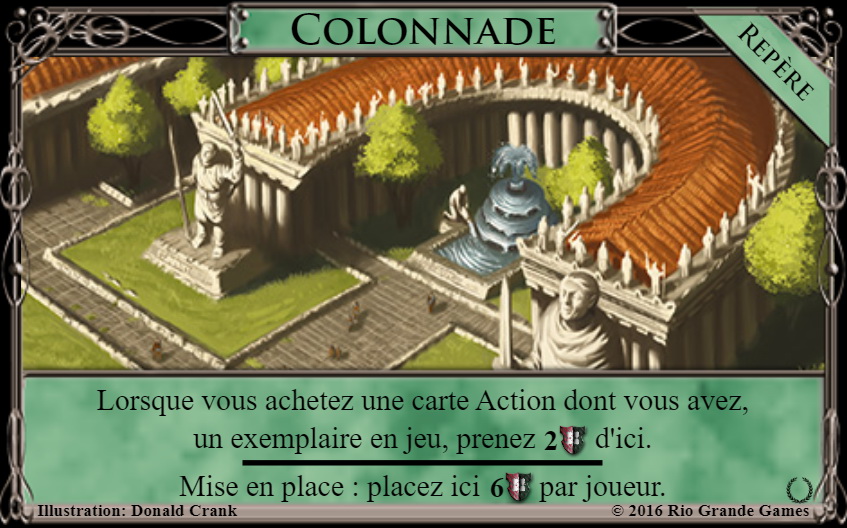 COLONNADE
REPÈRE
Lorsque vous achetez une carte Action dont vous avez,
un exemplaire en jeu, prenez 2 d'ici.
Mise en place : placez ici 6 par joueur.
Illustration: Donald Crank
© 2016 Rio Grande Games